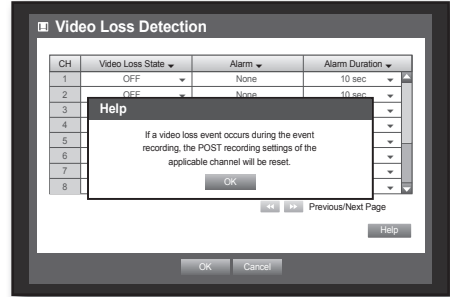 Video Loss Detection
CH Video Loss State Alarm Alarm Duration
1 OFF None 10 sec
2 OFF None 10 sec
3
Help
4
If a video loss event occurs during the event
5
recording, the POST recording settings of the
6
applicable channel will be reset.
7
OK
8
Previous/Next Page
Help
OK Cancel